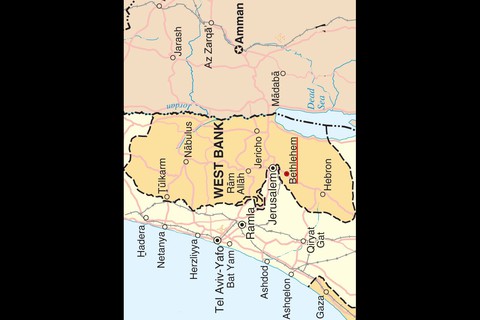 Jarash
Az Zarqā'
Amman
Mādabā
Jordan
Dead
Sea
Nābulus
WEST BANK
Jericho
Bethlehem
Ţūlkarm
Rām
Allāh
Jerusalem
Hebron
Hadera
Netanya
Herzliyya
Tel Aviv-Yafo
Bat Yam
Ramla
Qiryat
Gat
Ashdod
Ashqelon
Gaza